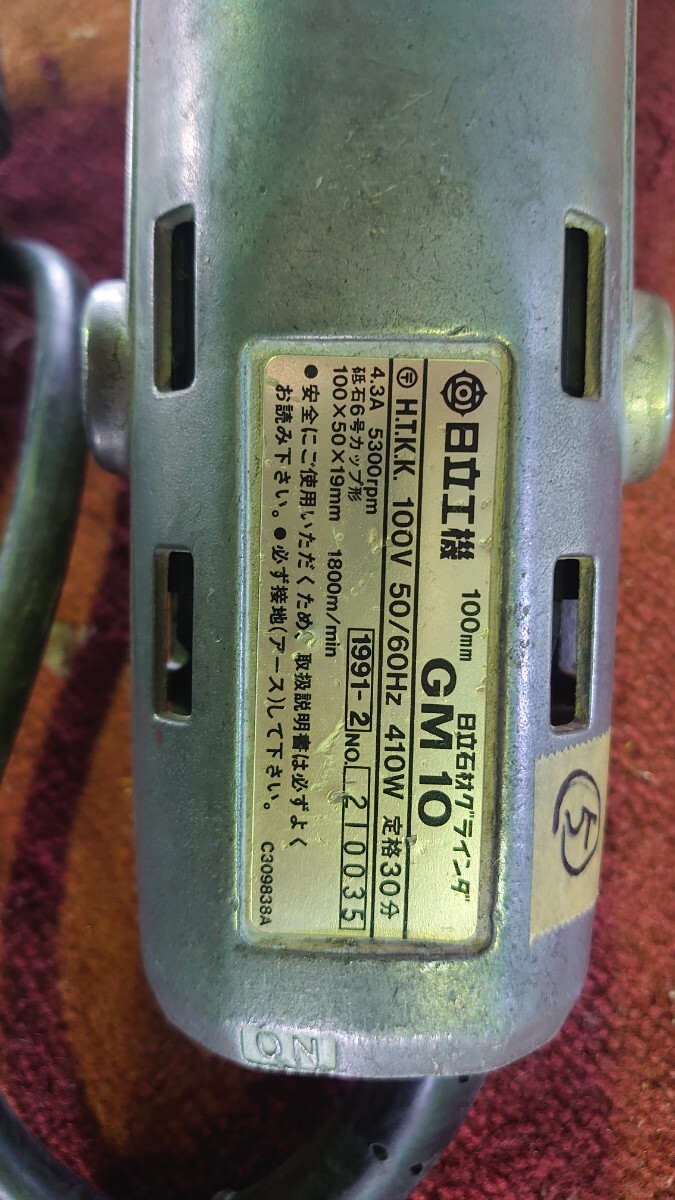 日立工機 100mm 日立石材グラインダ
GM10
〒 H.T.K.K. 100V 50/60Hz 410W 定格30分
4.3A 5300rpm
砥石6号カップ形
100×50×19mm 1800m/min
1991-2 NO. 210035
●安全にご使用いただくため、取扱説明書は必ずよく
お読み下さい。●必ず接地(アース)して下さい。
C309838A
5
ON